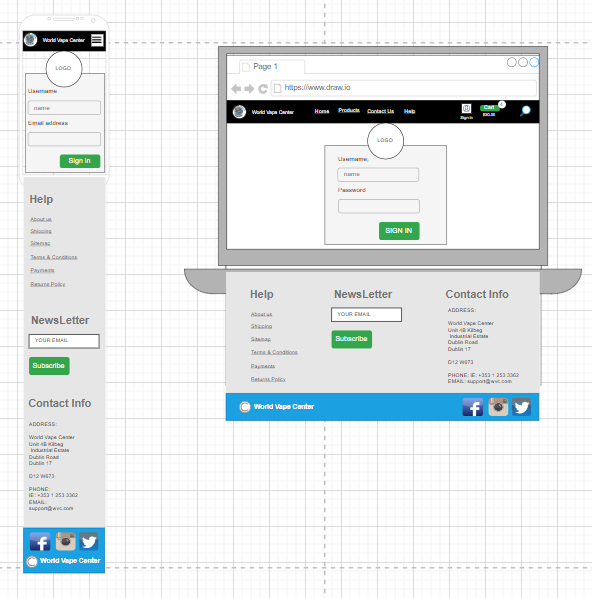 World Vape Center
LOGO
Username
name
Email address
Sign in
Help
About us
Shipping
Sitemap
Terms & Conditions
Payments
Returns Policy
NewsLetter
YOUR EMAIL
Subscribe
Contact Info
ADDRESS:
World Vape Center
Unit 4B Kilbeg
Industrial Estate
Dublin Road
Dublin 17
D12 W673
PHONE:
IE: +353 1 253 3362
EMAIL:
support@wvc.com
World Vape Center
Page 1
https://www.draw.io
World Vape Center Home Products Contact Us Help Sign in Cart
LOGO
Username,
name
Password
SIGN IN
Help
About us
Shipping
Sitemap
Terms & Conditions
Payments
Returns Policy
NewsLetter
YOUR EMAIL
Subscribe
Contact Info
ADDRESS:
World Vape Center
Unit 4B Kilbeg
Industrial Estate
Dublin Road
Dublin 17
D12 W673
PHONE: IE: +353 1 253 3362
EMAIL: support@wvc.com
World Vape Center